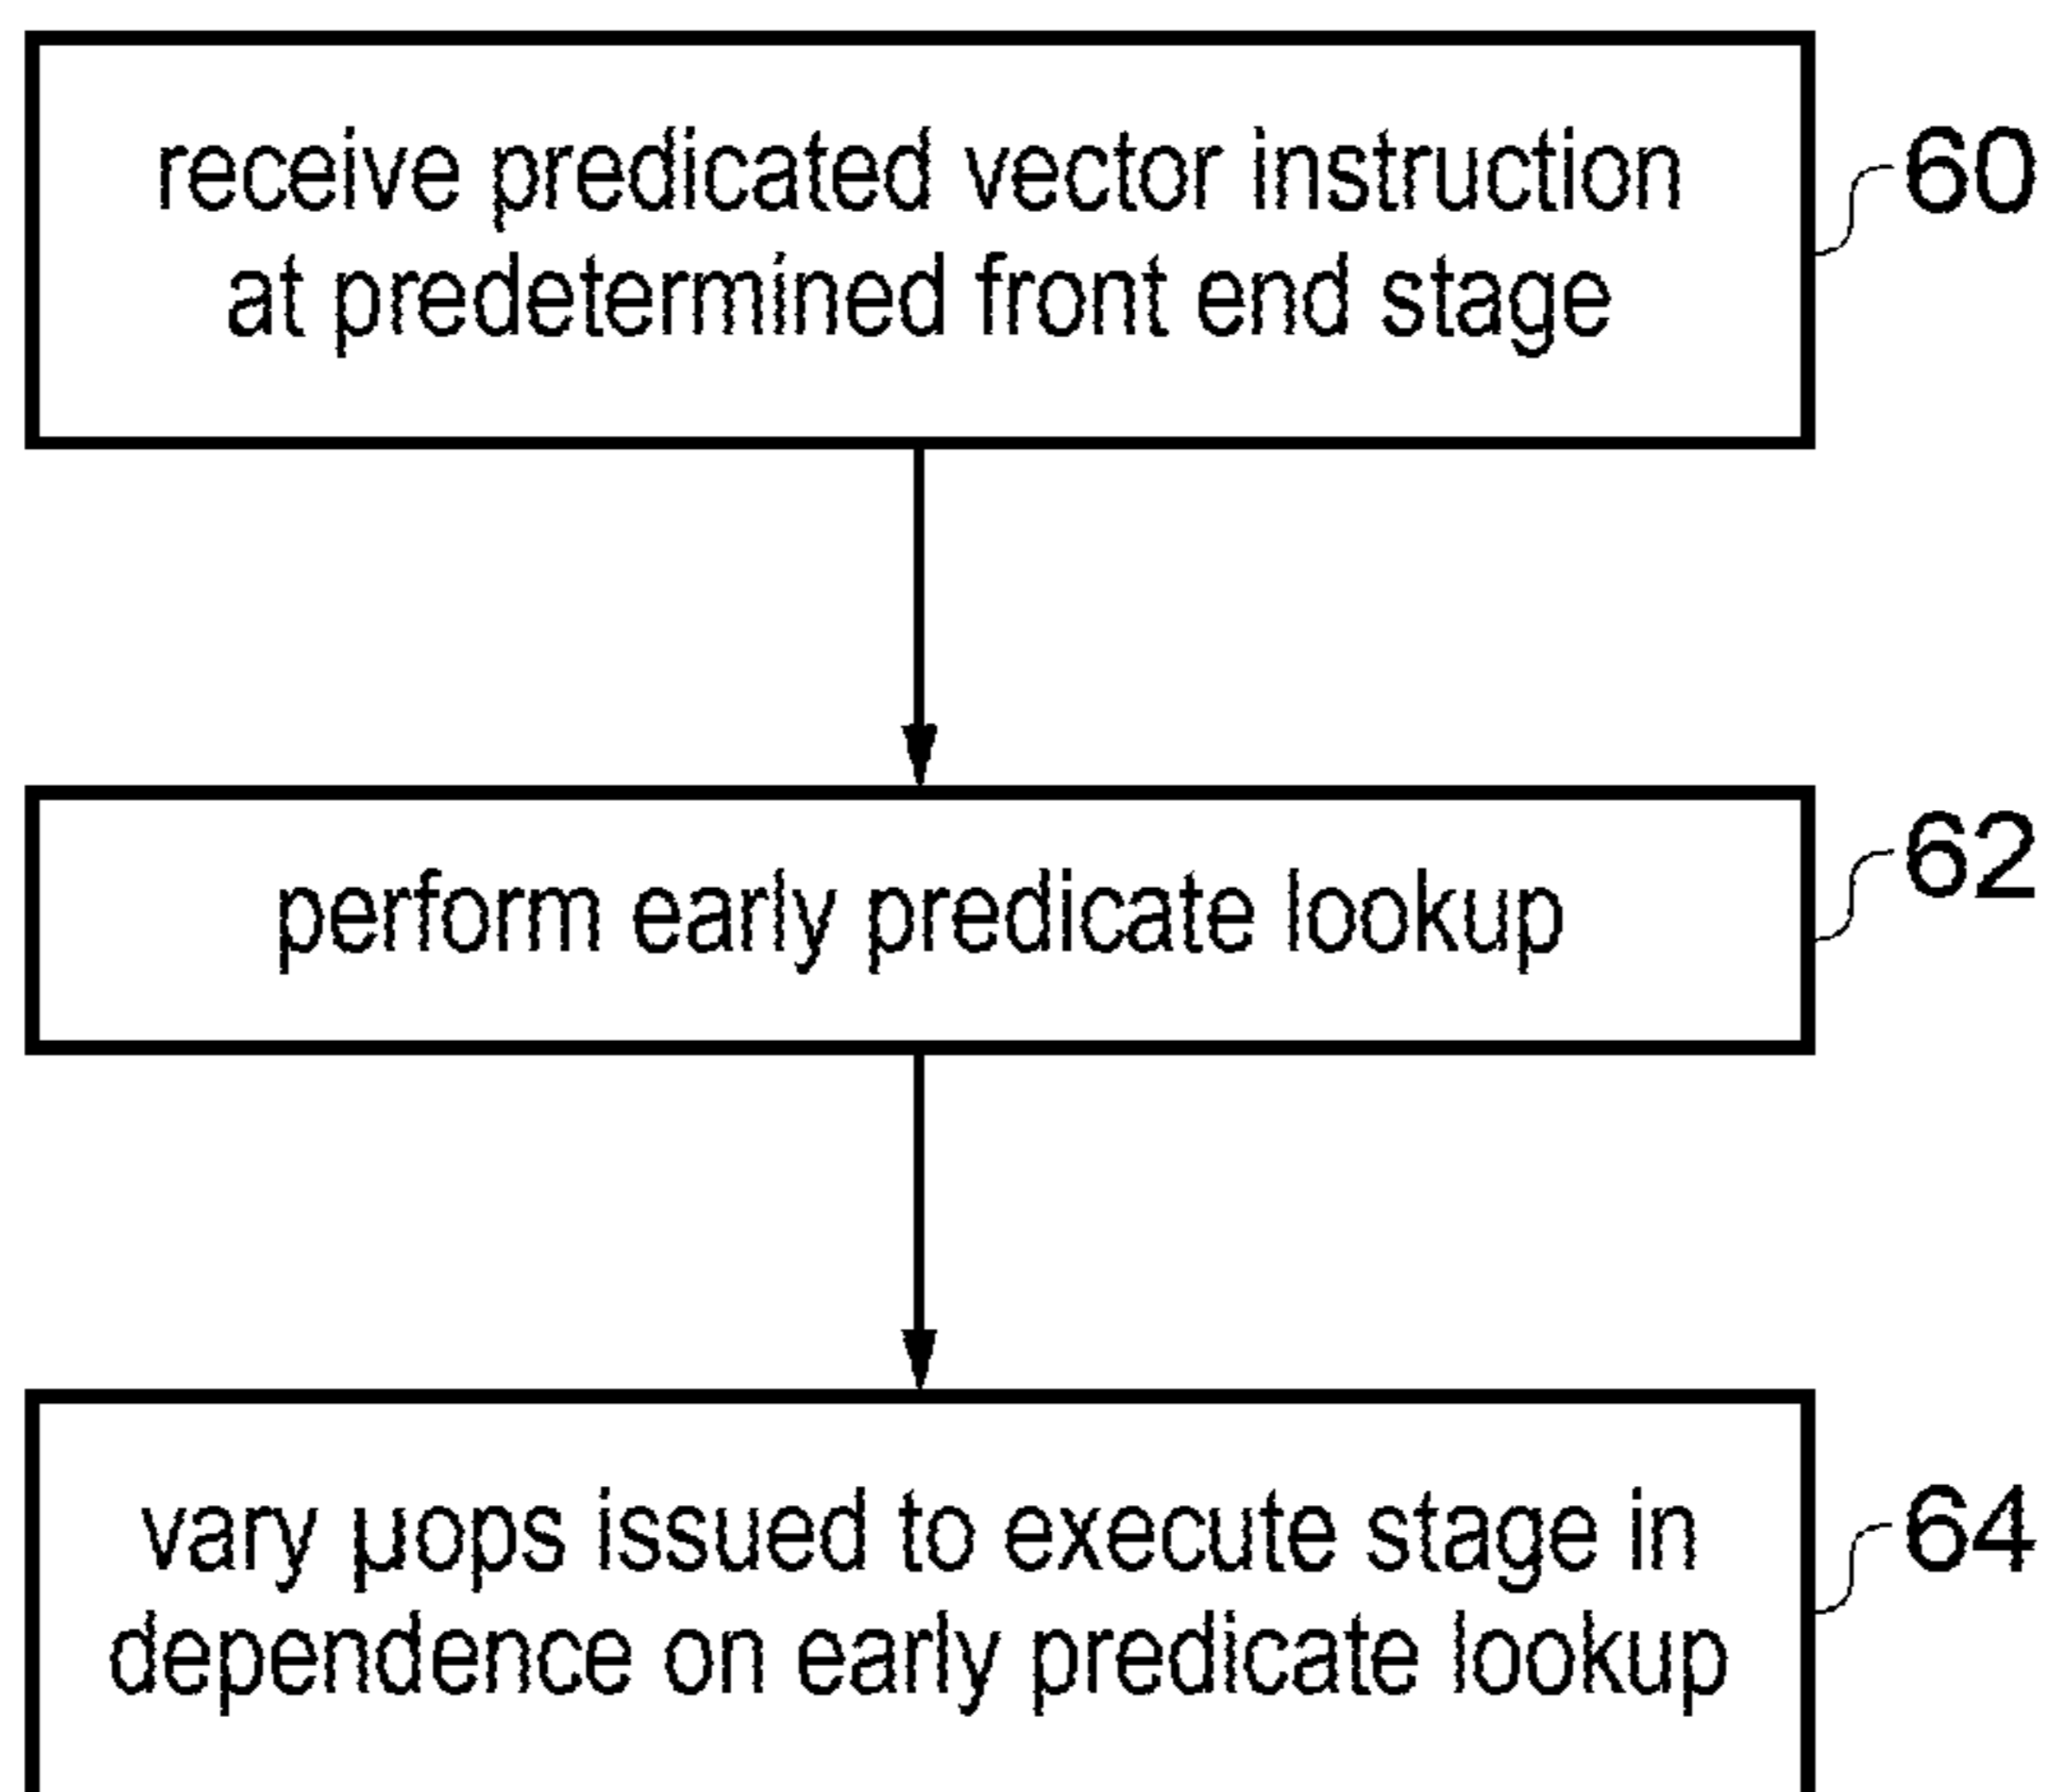 receive predicated vector instruction
at predetermined front end stage
60
perform early predicate lookup
62
vary µops issued to execute stage in
dependence on early predicate lookup
64